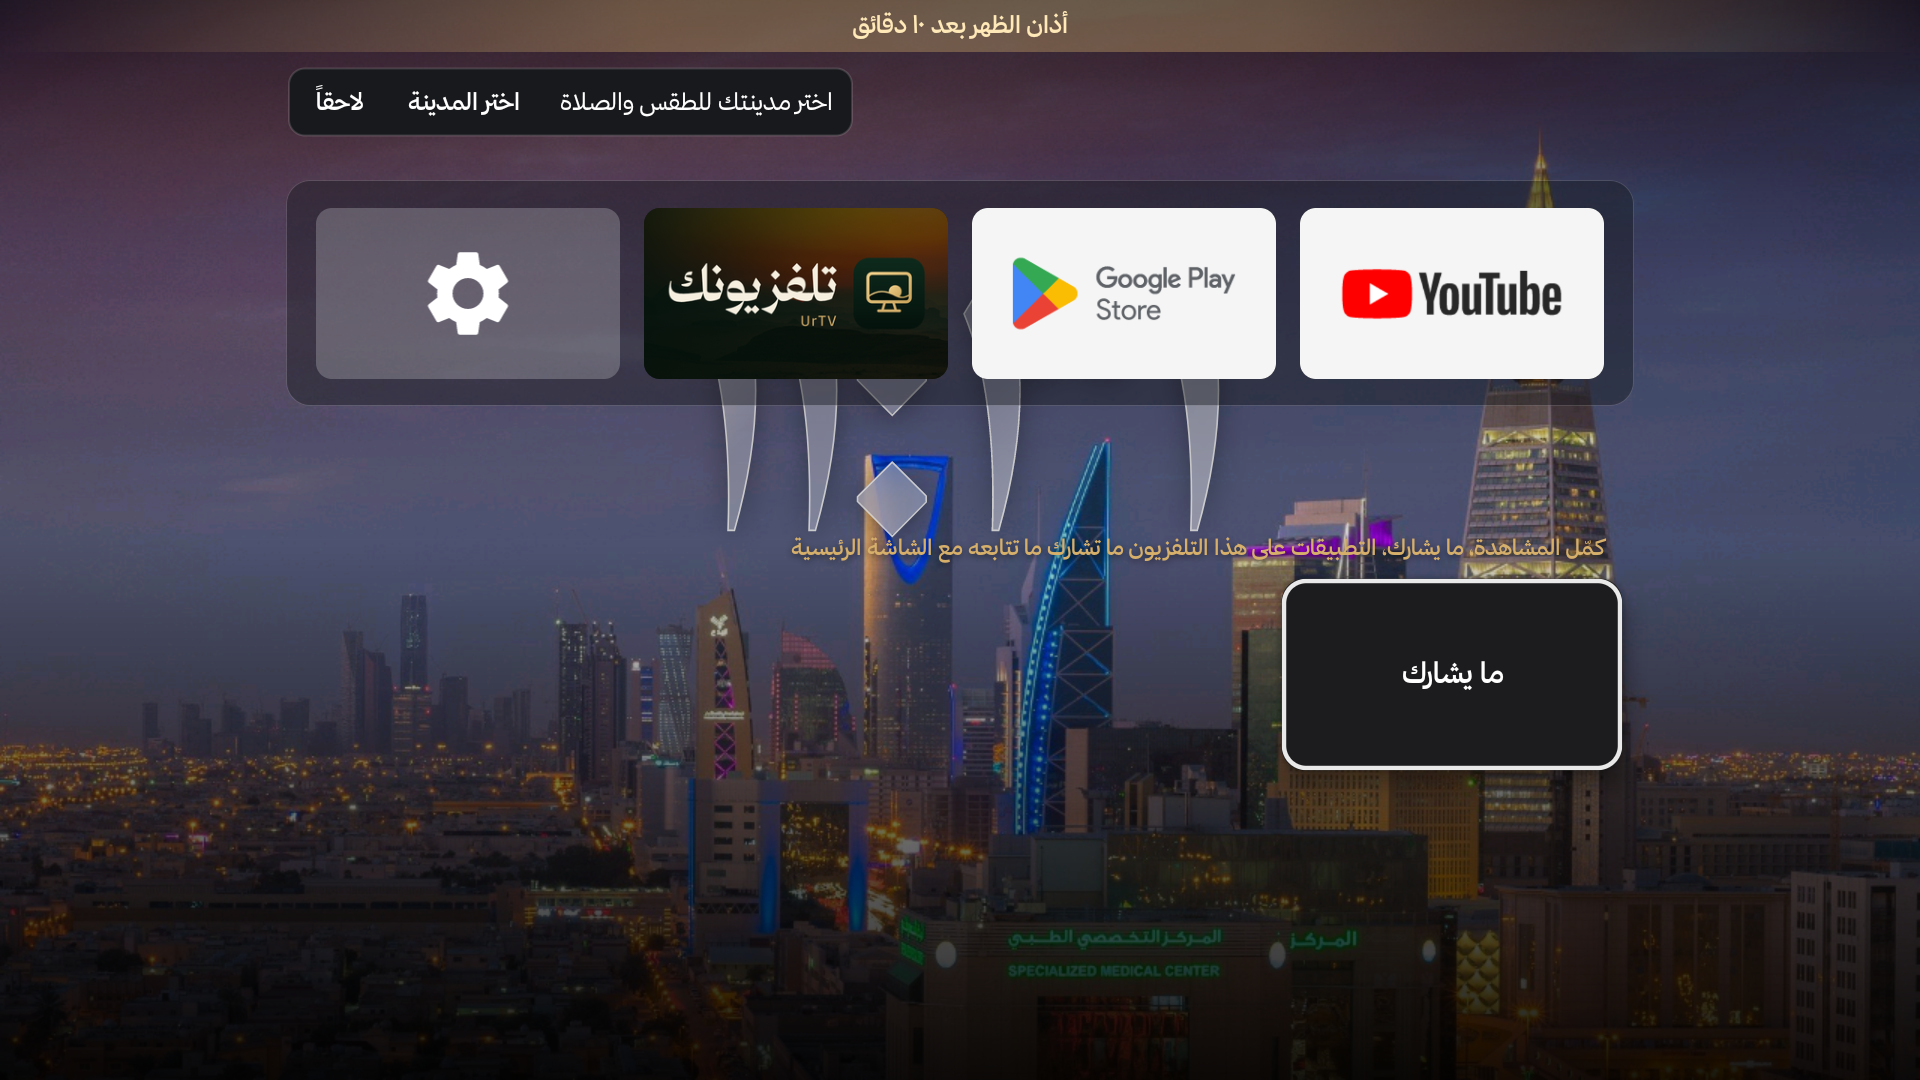 أذان الظهر بعد ١٠ دقائق
اختر مدينتك للطقس والصلاة اختر المدينة لاحقاً
YouTube
Google Play
Store
تلفزيونك
UrTV
كمّل المشاهدة، ما يشارك، التطبيقات على هذا التلفزيون ما تشارك ما تتابعه مع الشاشة الرئيسية
ما يشارك
المركز التخصصي الطبي
المركز
SPECIALIZED MEDICAL CENTER